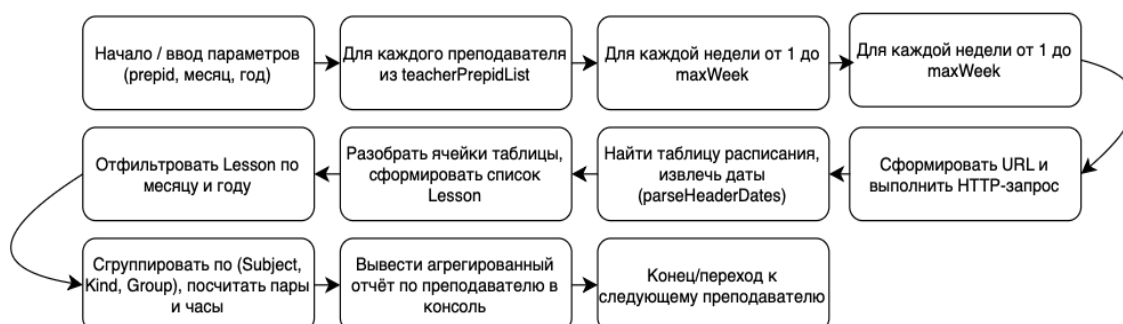 Начало / ввод параметров
(prepid, месяц, год)
Для каждого преподавателя
из teacherPrepidList
Для каждой недели от 1 до
maxWeek
Для каждой недели от 1 до
maxWeek
Сформировать URL и
выполнить HTTP-запрос
Найти таблицу расписания,
извлечь даты
(parseHeaderDates)
Разобрать ячейки таблицы,
сформировать список
Lesson
Отфильтровать Lesson по
месяцу и году
Сгруппировать по (Subject,
Kind, Group), посчитать пары
и часы
Вывести агрегированный
отчёт по преподавателю в
консоль
Конец/переход к
следующему преподавателю